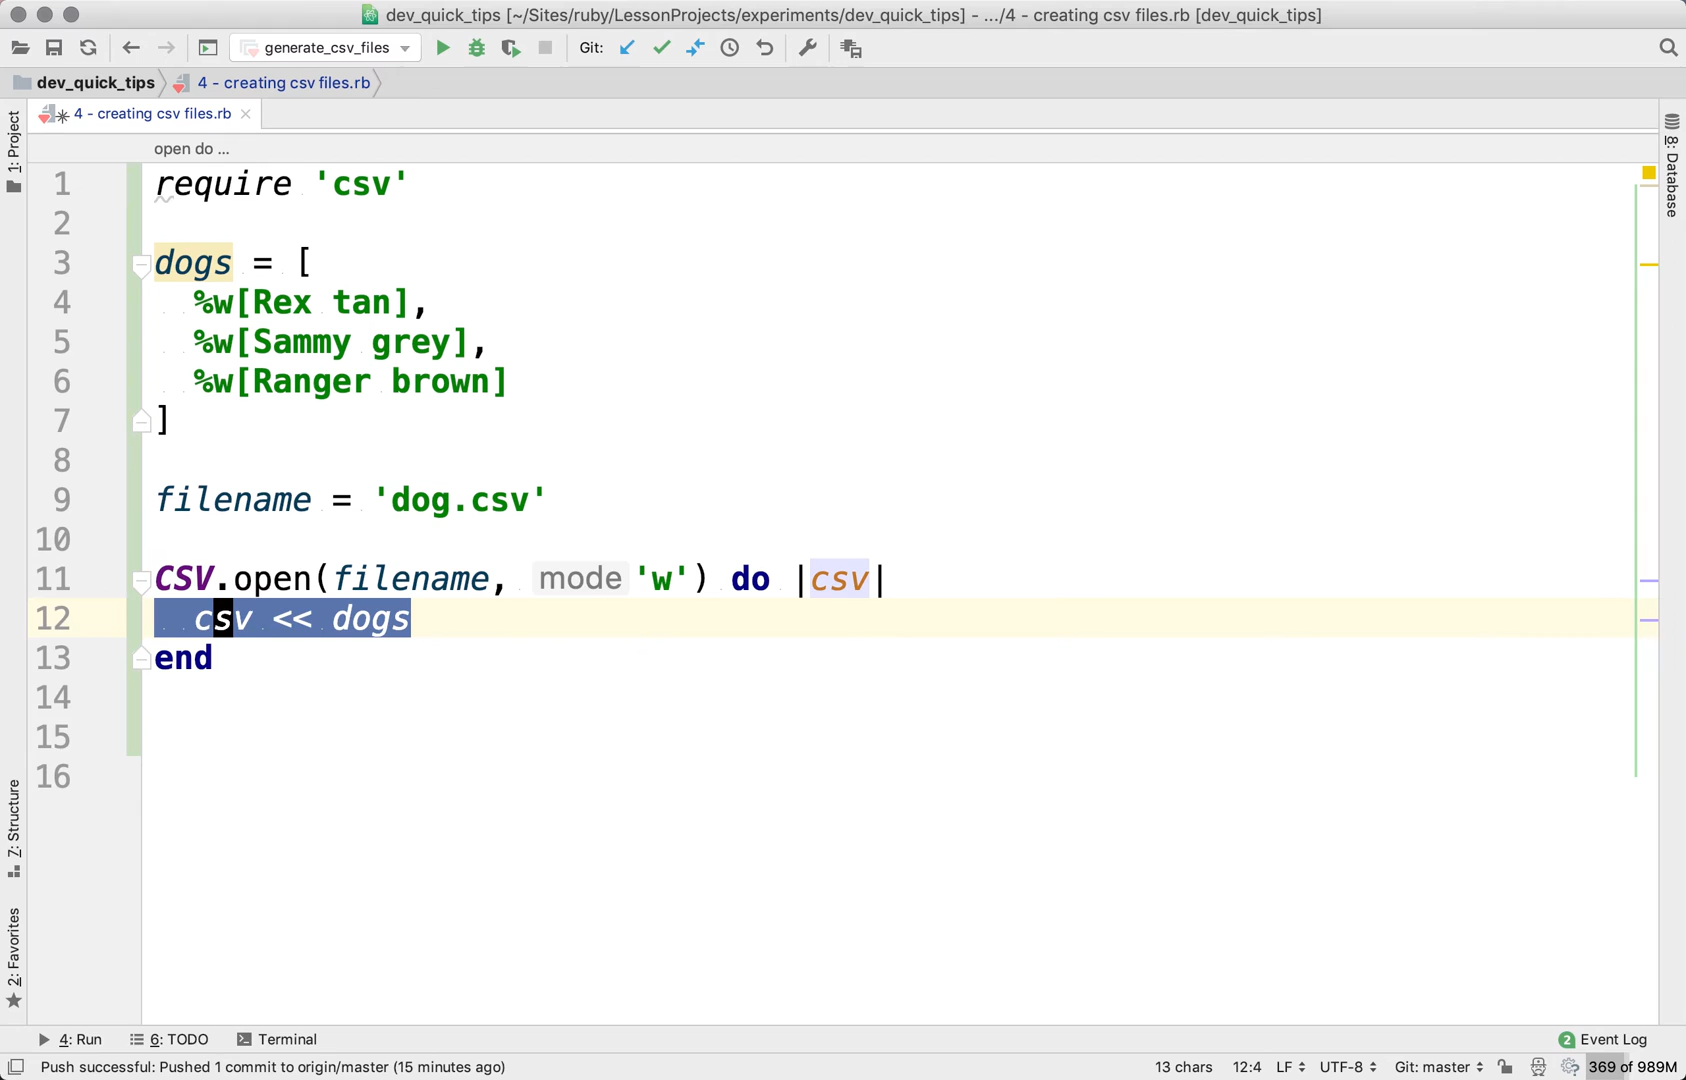 dev_quick_tips [~/Sites/ruby/LessonProjects/experiments/dev_quick_tips] - .../4 - creating csv files.rb [dev_quick_tips]
generate_csv_files Git:
dev_quick_tips 4 - creating csv files.rb
4 - creating csv files.rb
open do ...
1: Project
8: Database
1 require 'csv'
2
3 dogs = [
4 %w[Rex tan],
5 %w[Sammy grey],
6 %w[Ranger brown]
7 ]
8
9 filename = 'dog.csv'
10
11 CSV.open(filename, mode 'w') do |csv|
12 csv << dogs
13 end
14
15
16
7: Structure
2: Favorites
4: Run 6: TODO Terminal 2 Event Log
Push successful: Pushed 1 commit to origin/master (15 minutes ago) 13 chars 12:4 LF UTF-8 Git: master 369 of 989M